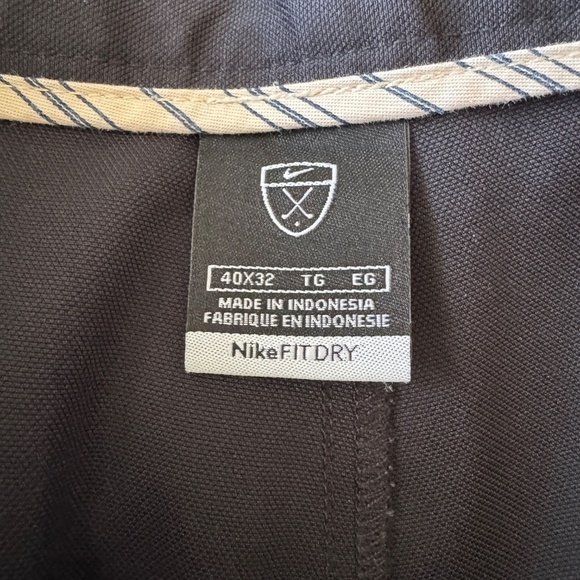 40X32 TG EG
MADE IN INDONESIA
FABRIQUE EN INDONESIE
NikeFITDRY